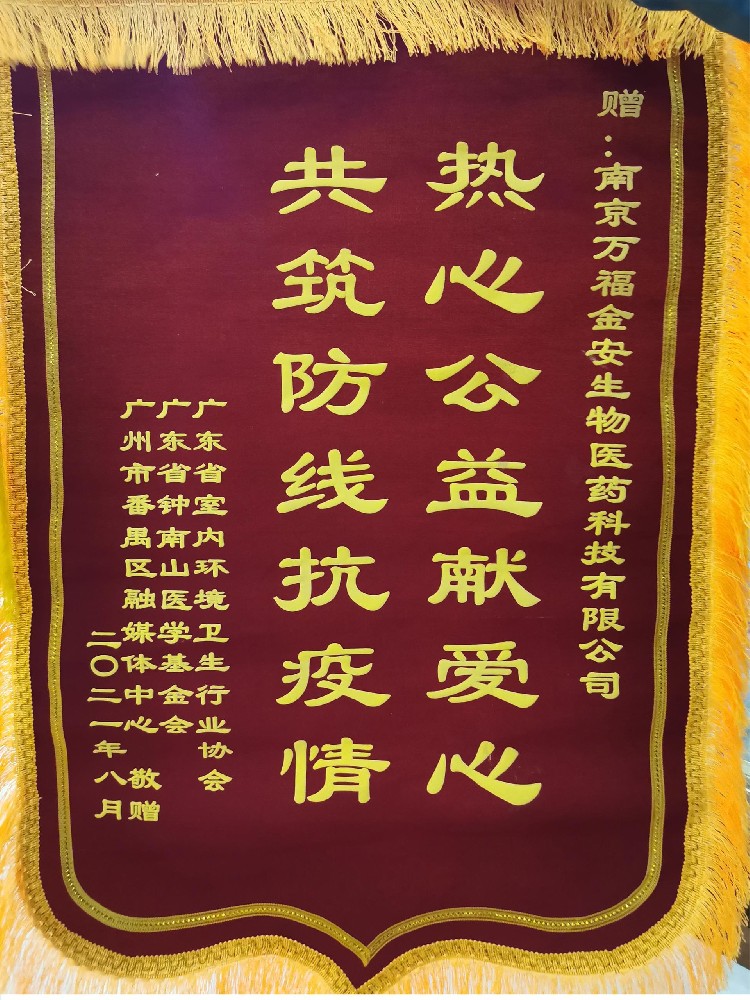 赠：南京万福金安生物医药科技有限公司
热心公益献爱心
共筑防线抗疫情
广东省室内环境卫生行业协会
广东省钟南山医学基金会
广州市番禺区融媒体中心 敬赠
二〇二一年八月